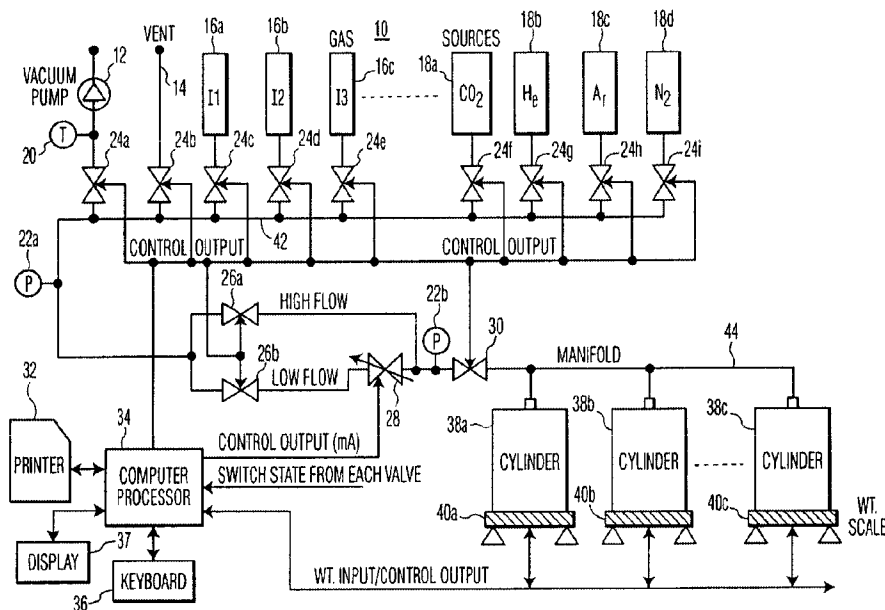 16a 16b GAS 10 SOURCES 18b 18c 18d
12 VENT 16c 18a
VACUUM PUMP 14 I1 I2 I3 CO2 He Ar N2
T
20 24a 24b 24c 24d 24e 24f 24g 24h 24i
42
22a CONTROL OUTPUT CONTROL OUTPUT
P 26a HIGH FLOW 22b
P 30
26b MANIFOLD 44
LOW FLOW
32 28
34 38a 38b 38c
CONTROL OUTPUT (mA)
PRINTER COMPUTER PROCESSOR SWITCH STATE FROM EACH VALVE CYLINDER CYLINDER CYLINDER
40a 40b 40c WT. SCALE
37
DISPLAY KEYBOARD WT. INPUT/CONTROL OUTPUT
36